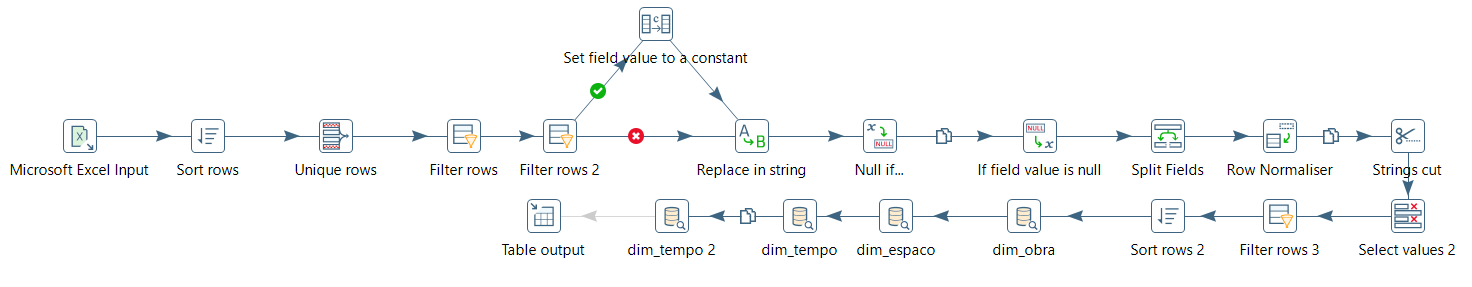 Set field value to a constant
Microsoft Excel Input
Sort rows
Unique rows
Filter rows
Filter rows 2
Replace in string
Null if...
If field value is null
Split Fields
Row Normaliser
Strings cut
Table output
dim_tempo 2
dim_tempo
dim_espaco
dim_obra
Sort rows 2
Filter rows 3
Select values 2